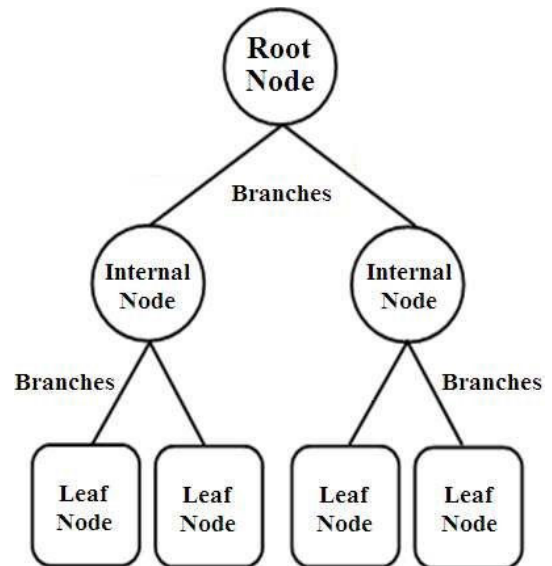 Root
Node
Branches
Internal
Node
Internal
Node
Branches
Branches
Leaf
Node
Leaf
Node
Leaf
Node
Leaf
Node